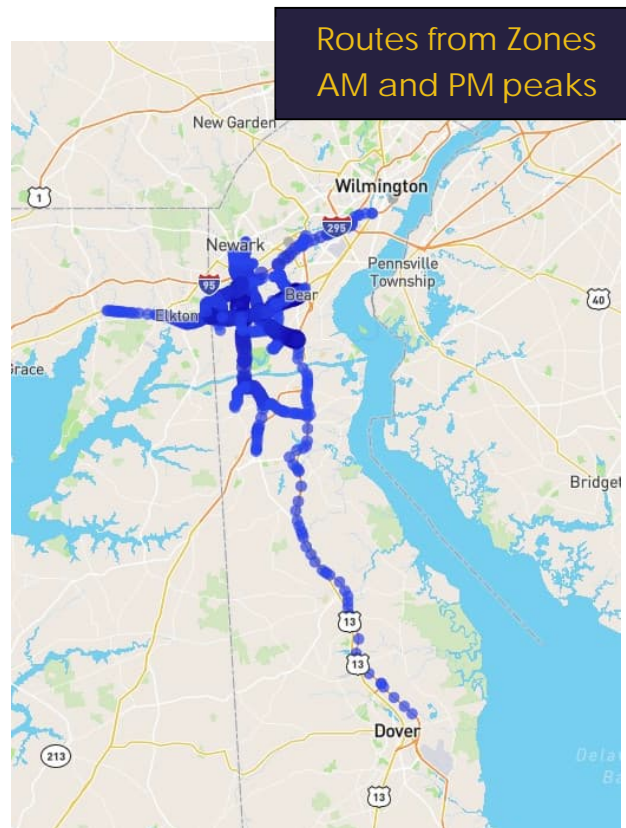 Routes from Zones
AM and PM peaks
New Garden
Wilmington
1
295
Newark
Pennsville
Township
95
Bear
40
Elkton
Grace
Bridget
13
13
Dover
213
Delaw
Ba
13